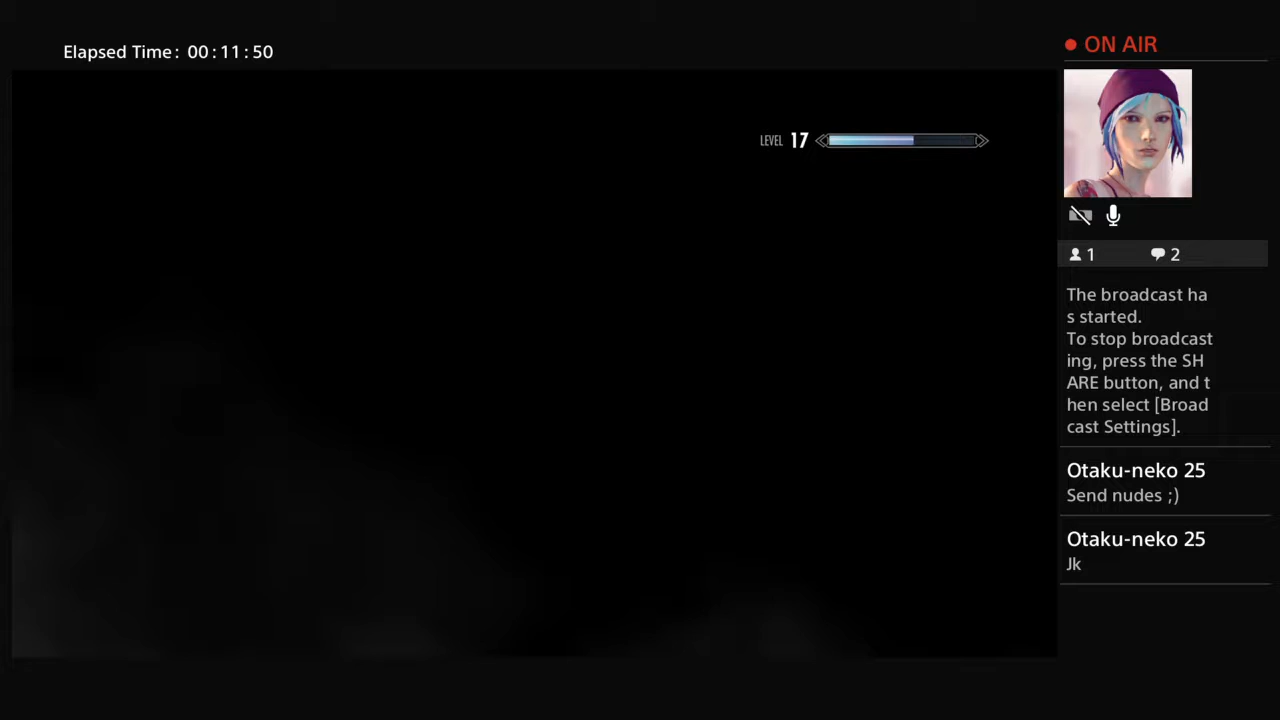 Elapsed Time: 00:11:50
ON AIR
LEVEL 17
1 2
The broadcast ha
s started.
To stop broadcast
ing, press the SH
ARE button, and t
hen select [Broad
cast Settings].
Otaku-neko 25
Send nudes ;)
Otaku-neko 25
Jk